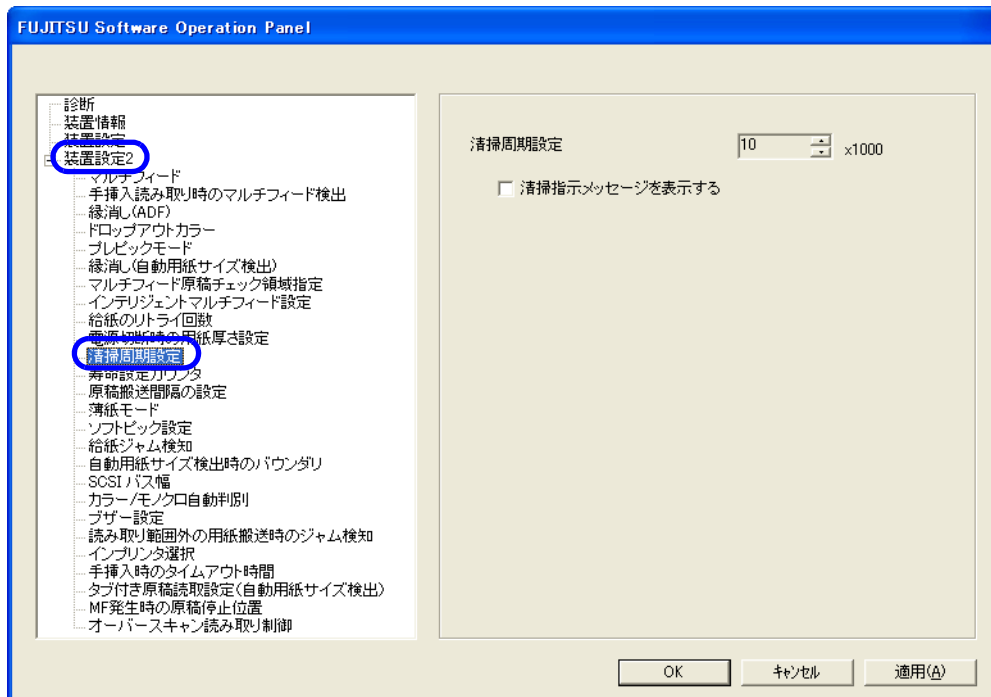 FUJITSU Software Operation Panel
診断
装置情報
装置設定
装置設定2
マルチフィード
手挿入読み取り時のマルチフィード検出
縁消し(ADF)
ドロップアウトカラー
プレピックモード
縁消し(自動用紙サイズ検出)
マルチフィード原稿チェック領域指定
インテリジェントマルチフィード設定
給紙のリトライ回数
電源切断時の用紙厚さ設定
清掃周期設定
寿命設定カウンタ
原稿搬送間隔の設定
薄紙モード
ソフトピック設定
給紙ジャム検知
自動用紙サイズ検出時のバウンダリ
SCSI バス幅
カラー/モノクロ自動判別
ブザー設定
読み取り範囲外の用紙搬送時のジャム検知
インプリンタ選択
手挿入時のタイムアウト時間
タブ付き原稿読取設定(自動用紙サイズ検出)
MF発生時の原稿停止位置
オーバースキャン読み取り制御
清掃周期設定 10 x1000
清掃指示メッセージを表示する
OK キャンセル 適用(A)